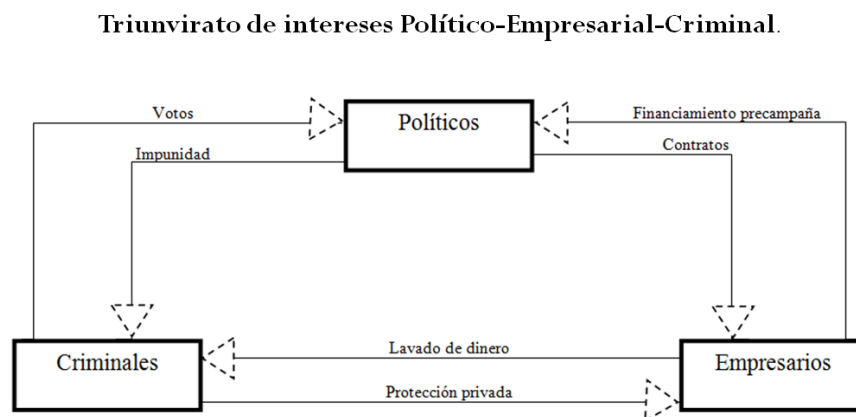 Triunvirato de intereses Político-Empresarial-Criminal.
Votos
Políticos
Financiamiento precampaña
Impunidad
Contratos
Criminales
Lavado de dinero
Empresarios
Protección privada